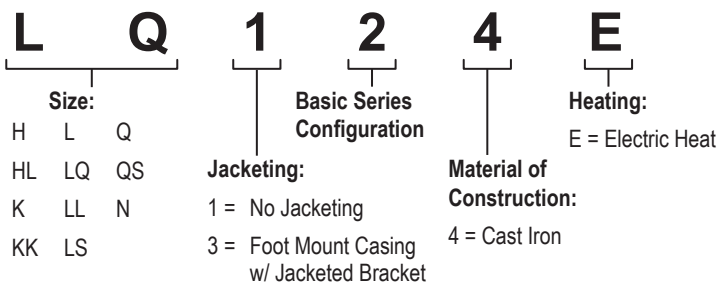 L Q 1 2 4 E
Size:
H L Q
HL LQ QS
K LL N
KK LS
Jacketing:
1 = No Jacketing
3 = Foot Mount Casing
w/ Jacketed Bracket
Basic Series
Configuration
Material of
Construction:
4 = Cast Iron
Heating:
E = Electric Heat